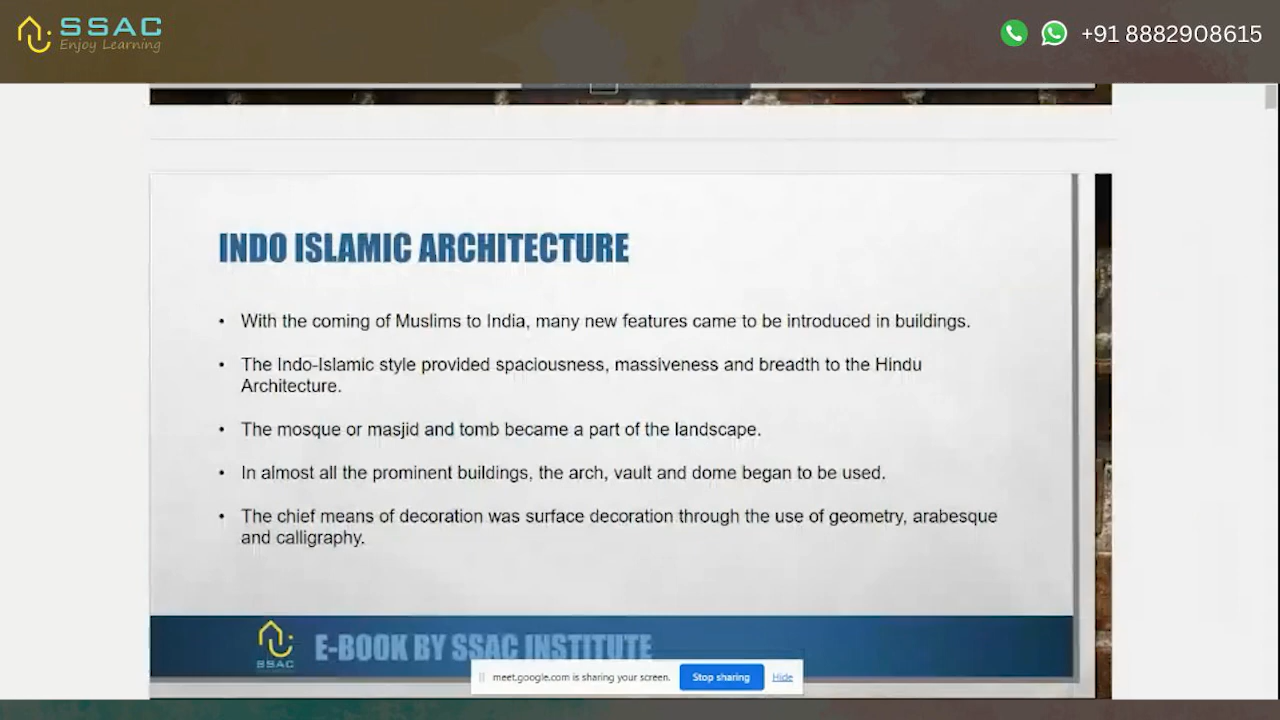 SSAC
Enjoy Learning
+91 8882908615
INDO ISLAMIC ARCHITECTURE
• With the coming of Muslims to India, many new features came to be introduced in buildings.
• The Indo-Islamic style provided spaciousness, massiveness and breadth to the Hindu
Architecture.
• The mosque or masjid and tomb became a part of the landscape.
• In almost all the prominent buildings, the arch, vault and dome began to be used.
• The chief means of decoration was surface decoration through the use of geometry, arabesque
and calligraphy.
SSAC
E-BOOK BY SSAC INSTITUTE
meet.google.com is sharing your screen. Stop sharing Hide